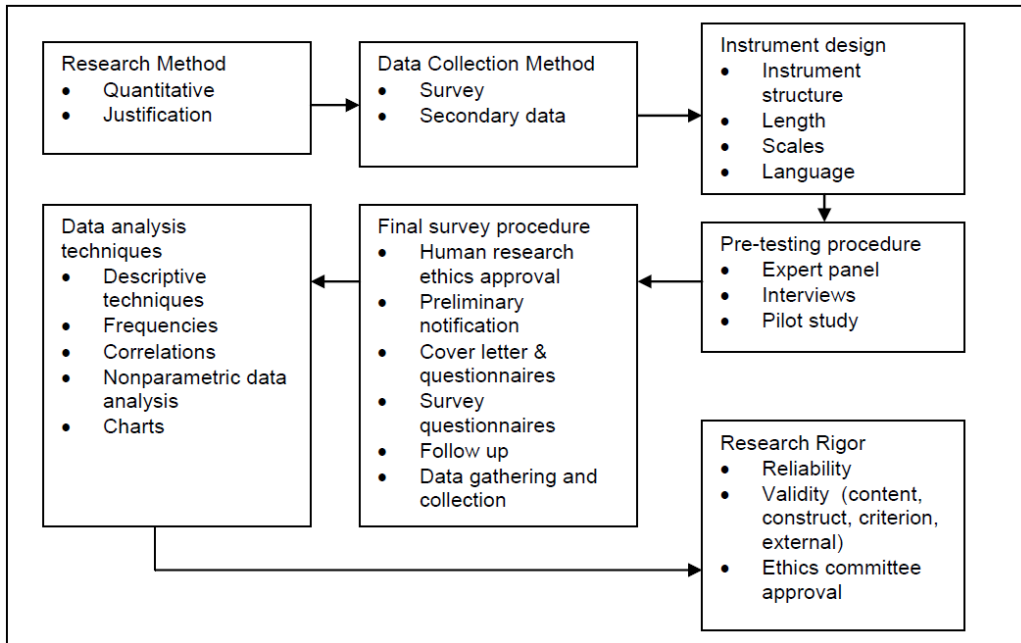 Research Method
• Quantitative
• Justification
Data Collection Method
• Survey
• Secondary data
Instrument design
• Instrument
structure
• Length
• Scales
• Language
Pre-testing procedure
• Expert panel
• Interviews
• Pilot study
Final survey procedure
• Human research
ethics approval
• Preliminary
notification
• Cover letter &
questionnaires
• Survey
questionnaires
• Follow up
• Data gathering and
collection
Data analysis
techniques
• Descriptive
techniques
• Frequencies
• Correlations
• Nonparametric data
analysis
• Charts
Research Rigor
• Reliability
• Validity (content,
construct, criterion,
external)
• Ethics committee
approval